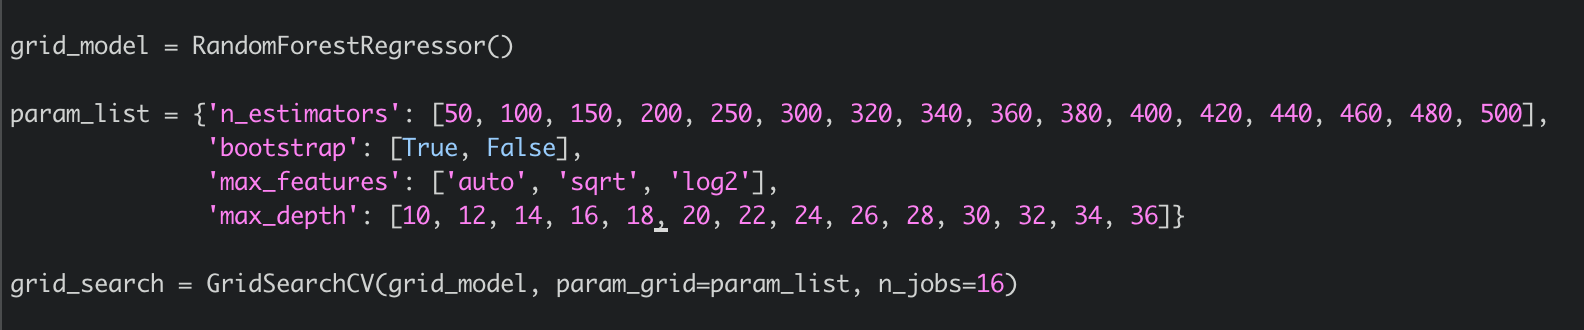 grid_model = RandomForestRegressor()
param_list = {'n_estimators': [50, 100, 150, 200, 250, 300, 320, 340, 360, 380, 400, 420, 440, 460, 480, 500],
'bootstrap': [True, False],
'max_features': ['auto', 'sqrt', 'log2'],
'max_depth': [10, 12, 14, 16, 18, 20, 22, 24, 26, 28, 30, 32, 34, 36]}
grid_search = GridSearchCV(grid_model, param_grid=param_list, n_jobs=16)